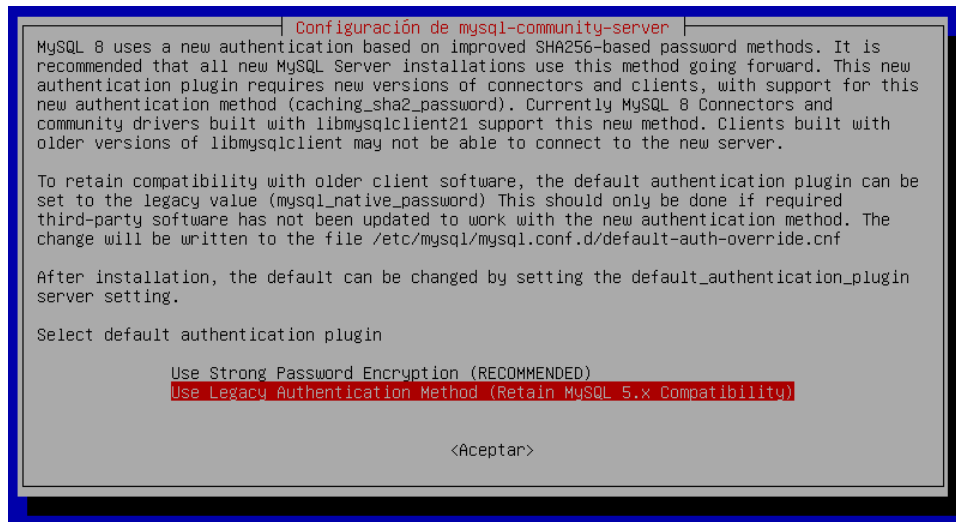 Configuración de mysql-community-server
MySQL 8 uses a new authentication based on improved SHA256-based password methods. It is
recommended that all new MySQL Server installations use this method going forward. This new
authentication plugin requires new versions of connectors and clients, with support for this
new authentication method (caching_sha2_password). Currently MySQL 8 Connectors and
community drivers built with libmysqlclient21 support this new method. Clients built with
older versions of libmysqlclient may not be able to connect to the new server.
To retain compatibility with older client software, the default authentication plugin can be
set to the legacy value (mysql_native_password) This should only be done if required
third-party software has not been updated to work with the new authentication method. The
change will be written to the file /etc/mysql/mysql.conf.d/default-auth-override.cnf
After installation, the default can be changed by setting the default_authentication_plugin
server setting.
Select default authentication plugin
Use Strong Password Encryption (RECOMMENDED)
Use Legacy Authentication Method (Retain MySQL 5.x Compatibility)
<Aceptar>